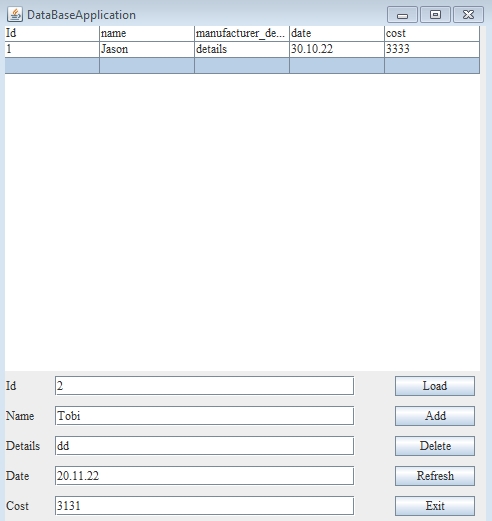 DataBaseApplication
Id name manufacturer_de... date cost
1 Jason details 30.10.22 3333
Id 2 Load
Name Tobi Add
Details dd Delete
Date 20.11.22 Refresh
Cost 3131 Exit